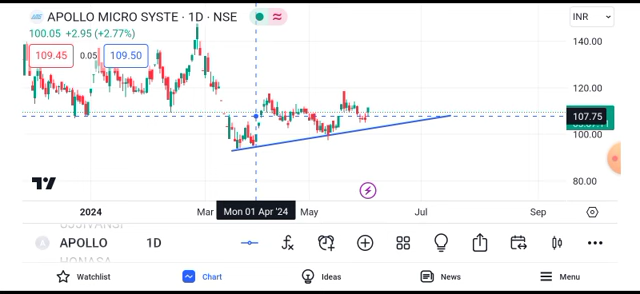 APOLLO MICRO SYSTE · 1D · NSE
INR
100.05 +2.95 (+2.77%)
109.45 0.05 109.50
140.00
120.00
107.75
100.00
80.00
2024 Mar Mon 01 Apr '24 May Jul Sep
A APOLLO 1D
HONASA
Watchlist Chart Ideas News Menu